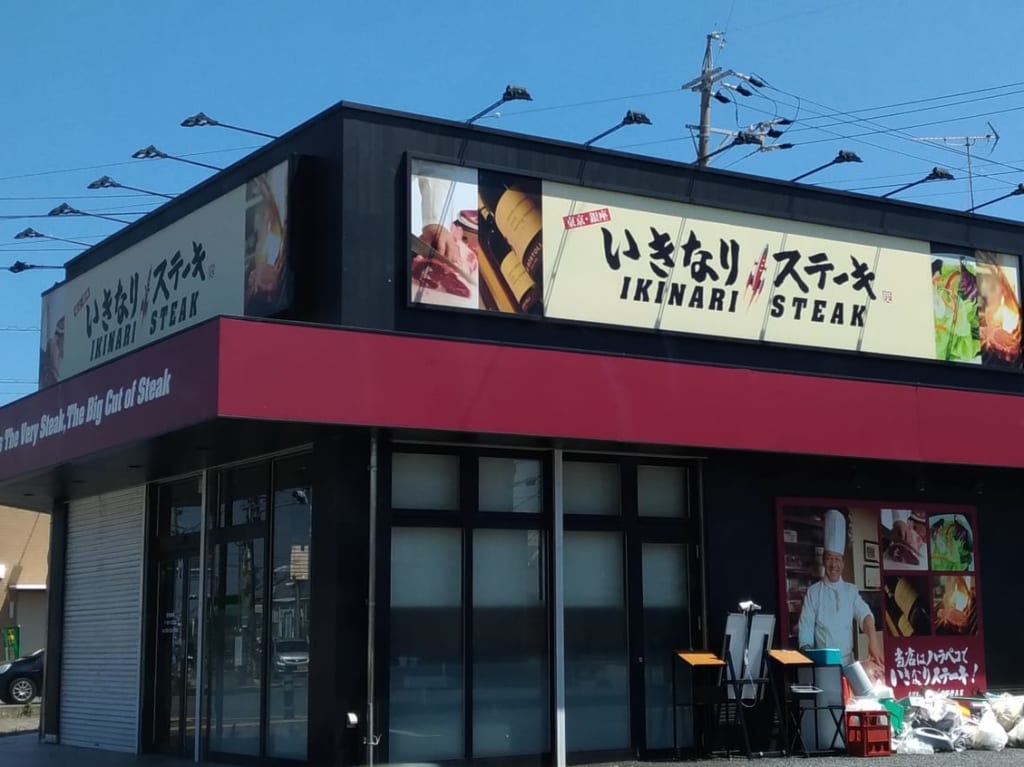 東京・銀座
いきなりステーキ
IKINARI STEAK
いきなりステーキ
IKINARI STEAK
The Very Steak, The Big Cut of Steak
当店はハラペコで
いきなりステーキ!